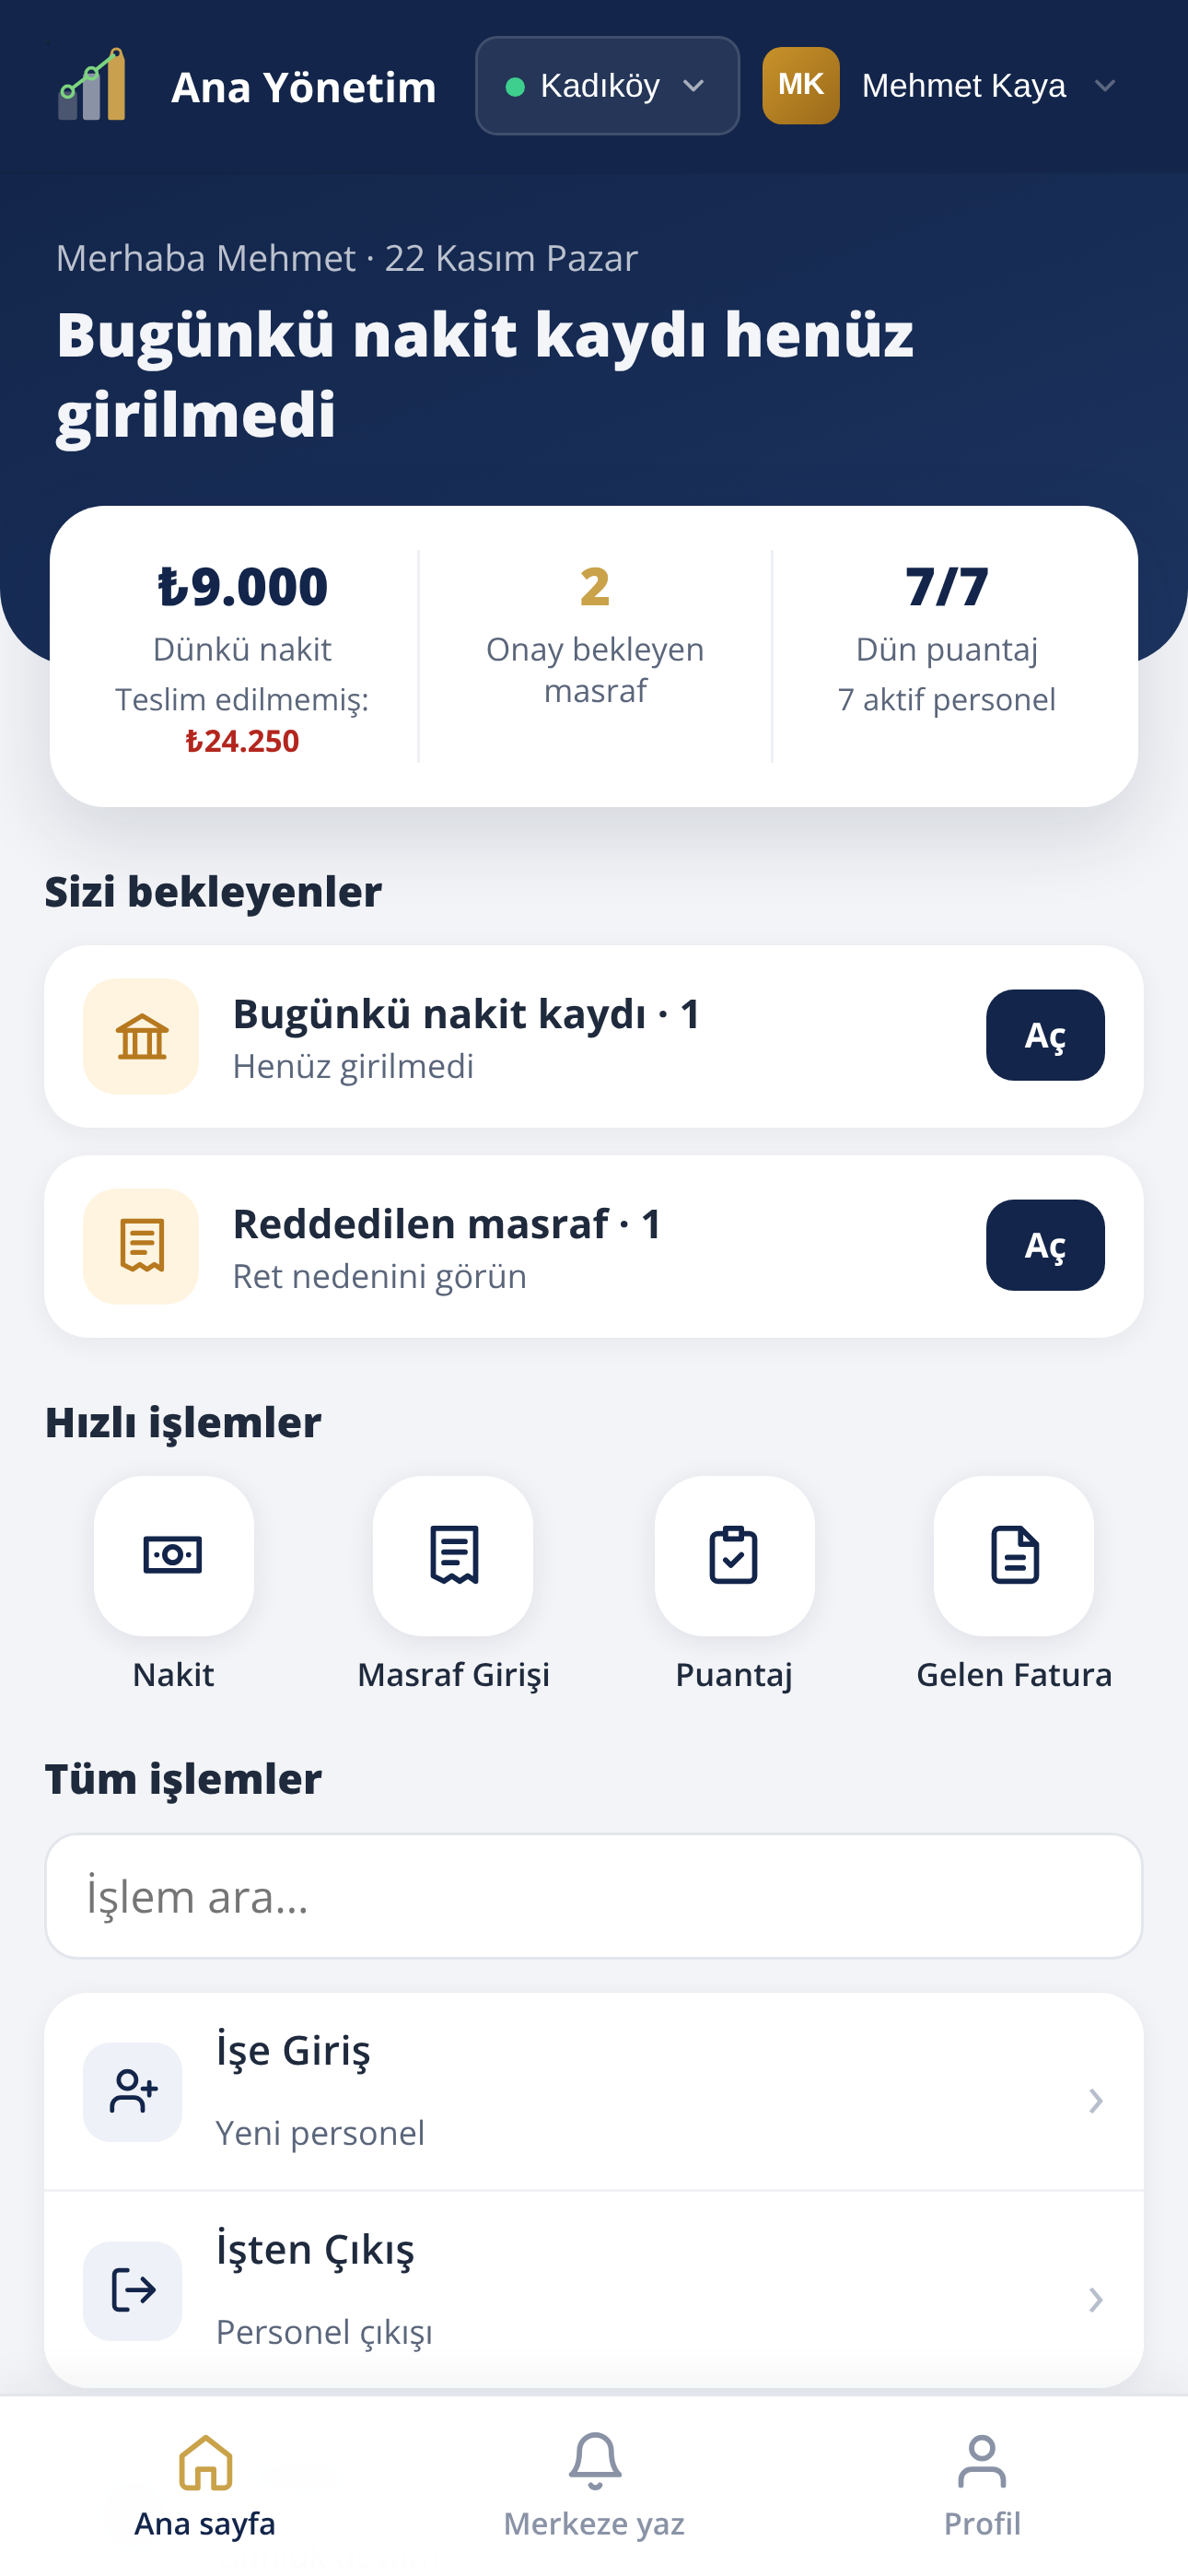 Ana Yönetim
Kadıköy
MK
Mehmet Kaya
Merhaba Mehmet · 22 Kasım Pazar
Bugünkü nakit kaydı henüz
girilmedi
₺9.000
Dünkü nakit
Teslim edilmemiş:
₺24.250
2
Onay bekleyen
masraf
7/7
Dün puantaj
7 aktif personel
Sizi bekleyenler
Bugünkü nakit kaydı · 1
Henüz girilmedi
Aç
Reddedilen masraf · 1
Ret nedenini görün
Aç
Hızlı işlemler
Nakit
Masraf Girişi
Puantaj
Gelen Fatura
Tüm işlemler
İşlem ara...
İşe Giriş
Yeni personel
İşten Çıkış
Personel çıkışı
Ana sayfa
Merkeze yaz
Profil